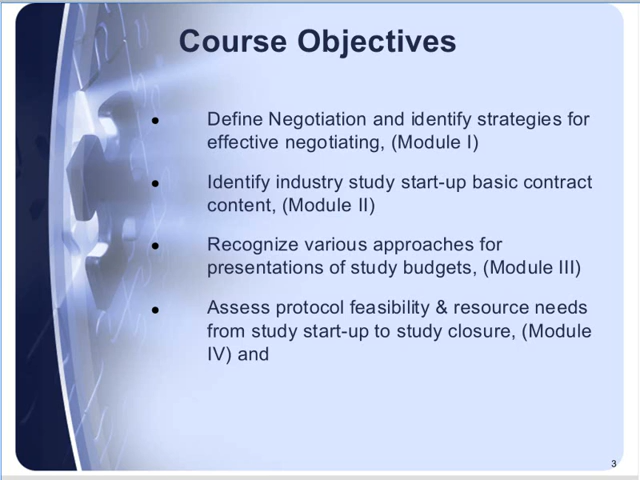 Course Objectives
• Define Negotiation and identify strategies for
effective negotiating, (Module I)
• Identify industry study start-up basic contract
content, (Module II)
• Recognize various approaches for
presentations of study budgets, (Module III)
• Assess protocol feasibility & resource needs
from study start-up to study closure, (Module
IV) and
3